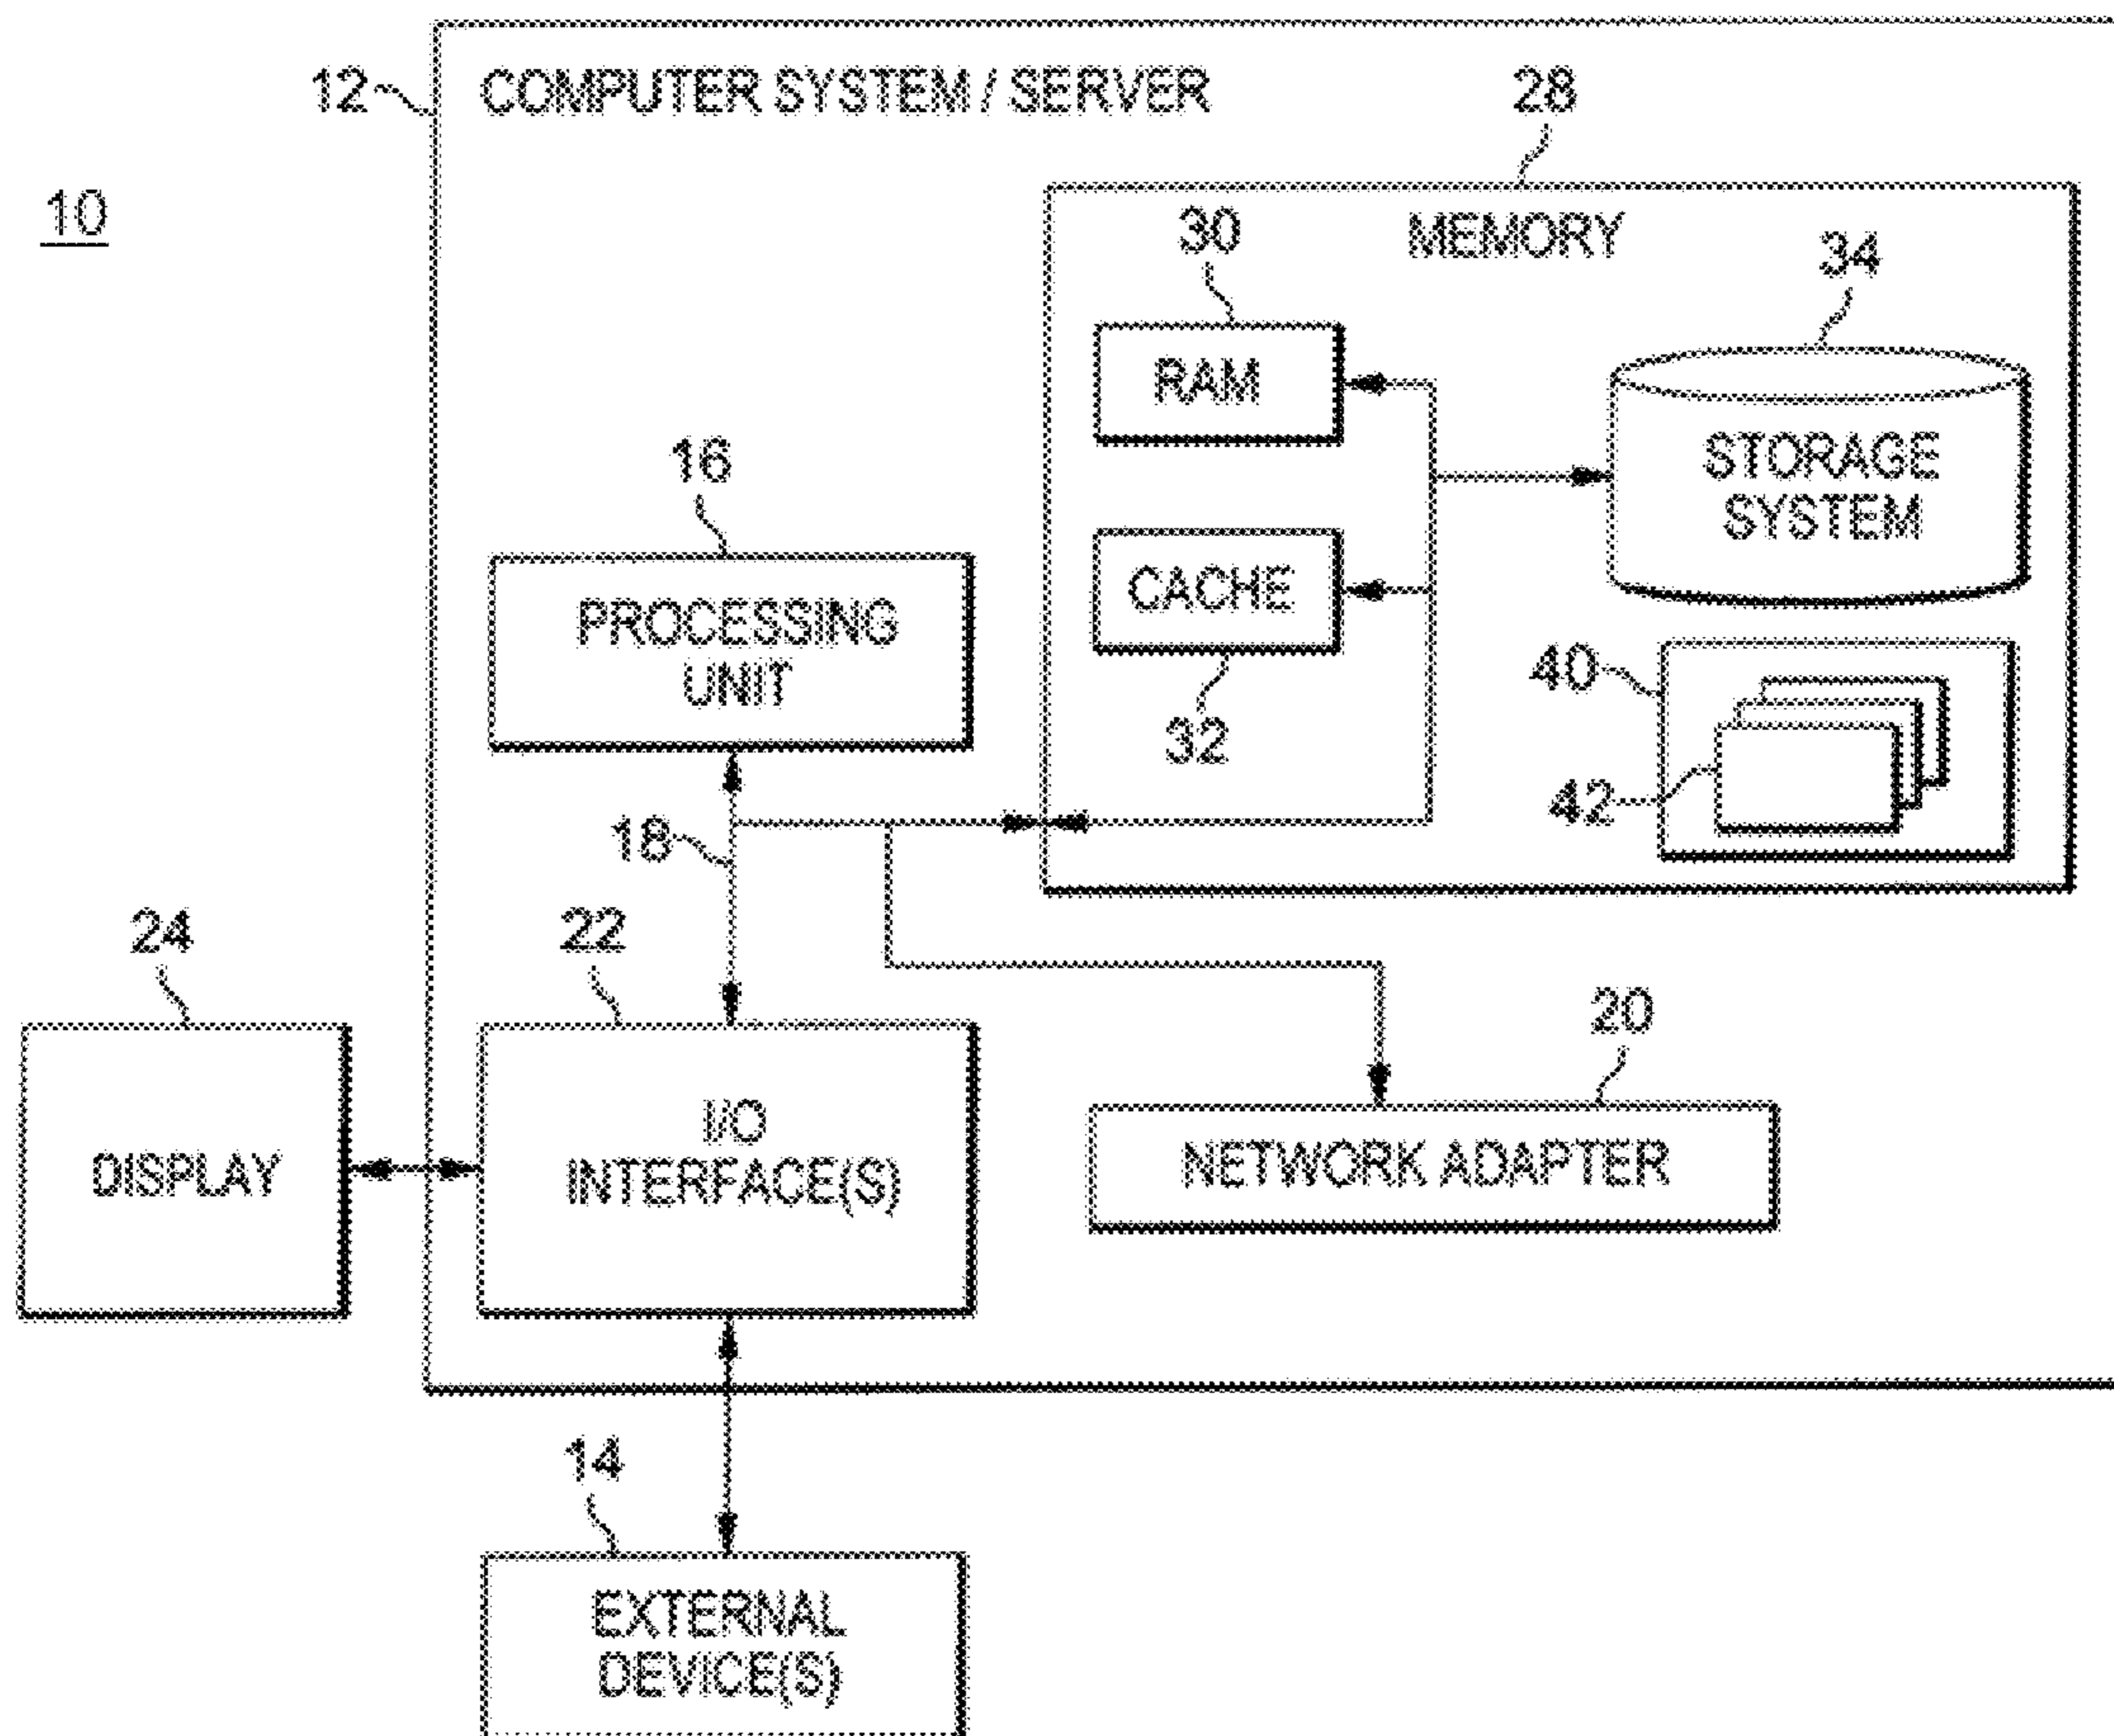 12
COMPUTER SYSTEM / SERVER
28
10
MEMORY
30
34
RAM
STORAGE
SYSTEM
16
PROCESSING
UNIT
CACHE
32
40
42
18
24
22
20
DISPLAY
I/O
INTERFACE(S)
NETWORK ADAPTER
14
EXTERNAL
DEVICE(S)